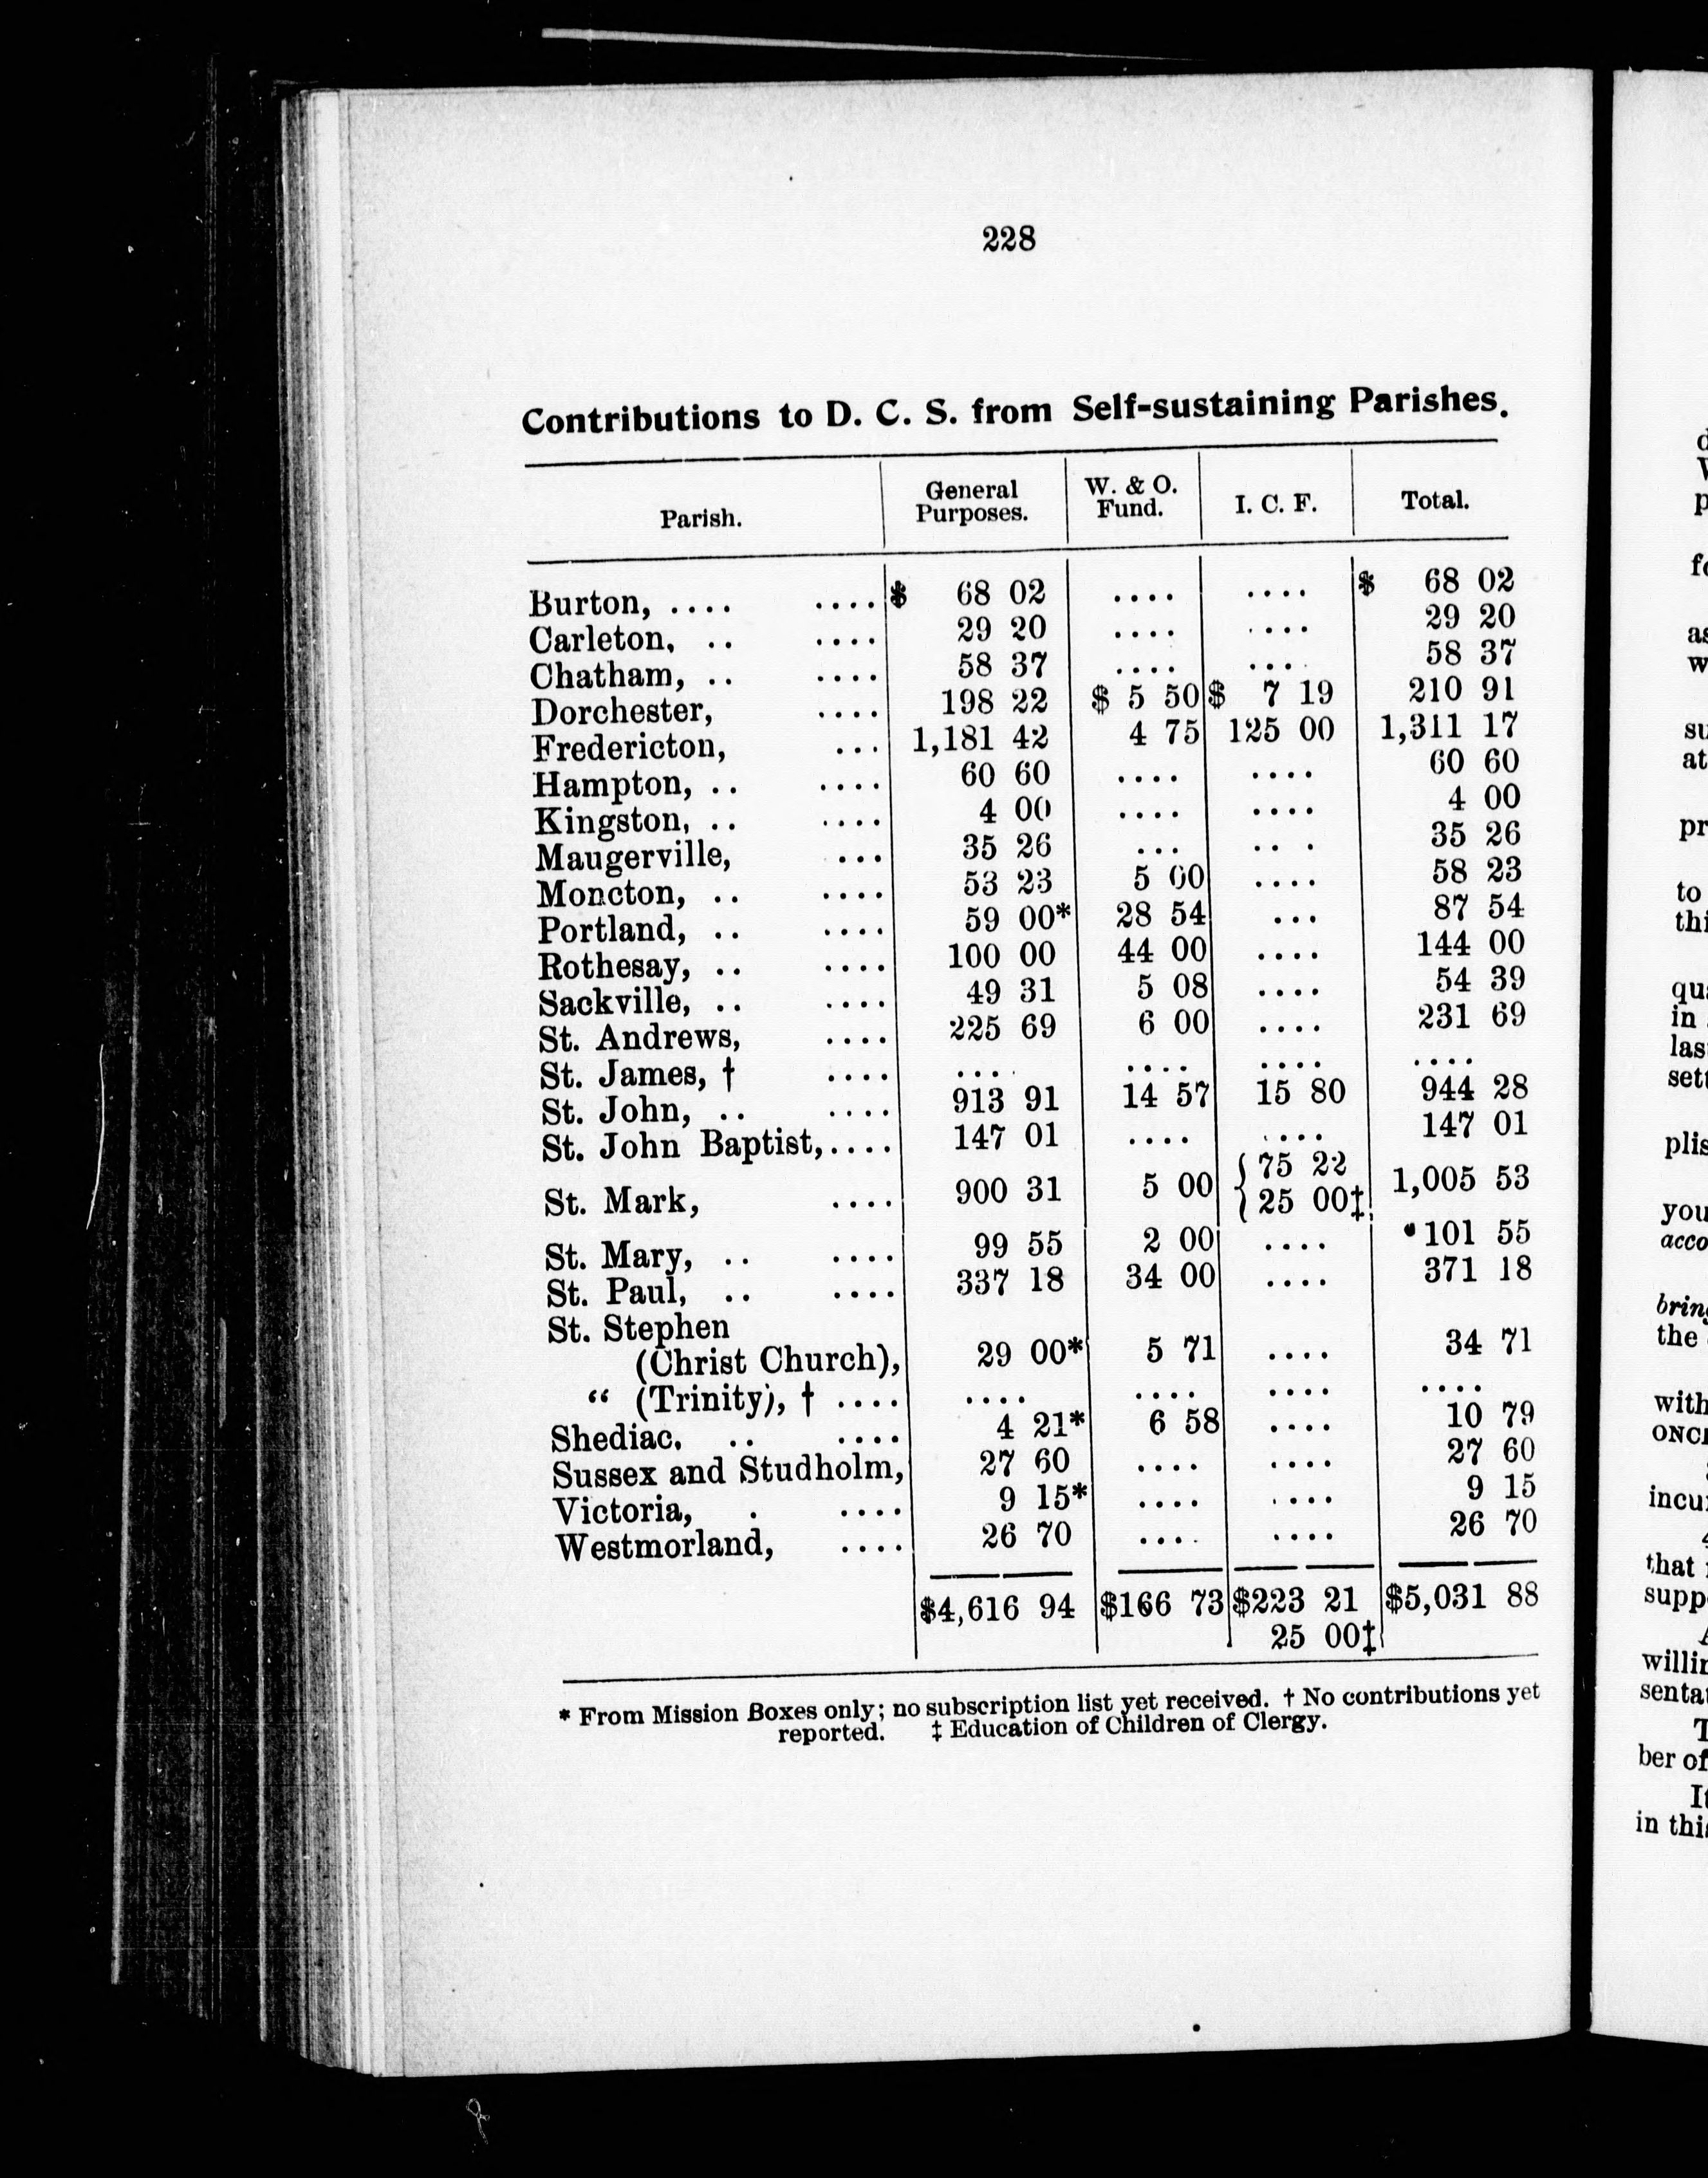 228
Contributions to D. C. S. from Self-sustaining Parishes.
Parish. General Purposes. W. & O. Fund. I. C. F. Total.
Burton, .... .... $ 68 02 .... .... $ 68 02
Carleton, .. .... 29 20 .... .... 29 20
Chatham, .. .... 58 37 .... ... 58 37
Dorchester, .... 198 22 $ 5 50 $ 7 19 210 91
Fredericton, ... 1,181 42 4 75 125 00 1,311 17
Hampton, .. .... 60 60 .... .... 60 60
Kingston, .. .... 4 00 .... .... 4 00
Maugerville, ... 35 26 ... ... 35 26
Moncton, .. .... 53 23 5 00 .... 58 23
Portland, .. .... 59 00* 28 54 ... 87 54
Rothesay, .. .... 100 00 44 00 .... 144 00
Sackville, .. .... 49 31 5 08 .... 54 39
St. Andrews, .... 225 69 6 00 .... 231 69
St. James, † .... .... .... .... ....
St. John, .. .... 913 91 14 57 15 80 944 28
St. John Baptist,.... 147 01 .... .... 147 01
St. Mark, .... 900 31 5 00 { 75 22 1,005 53
{ 25 00‡
St. Mary, .. .... 99 55 2 00 .... 101 55
St. Paul, .. .... 337 18 34 00 .... 371 18
St. Stephen
(Christ Church), 29 00* 5 71 .... 34 71
“ (Trinity), † .... .... .... .... ....
Shediac. .. .... 4 21* 6 58 .... 10 79
Sussex and Studholm, 27 60 .... .... 27 60
Victoria, . .... 9 15* .... .... 9 15
Westmorland, .... 26 70 .... .... 26 70
$4,616 94 $166 73 $223 21 $5,031 88
25 00‡
* From Mission Boxes only; no subscription list yet received. † No contributions yet
reported. ‡ Education of Children of Clergy.